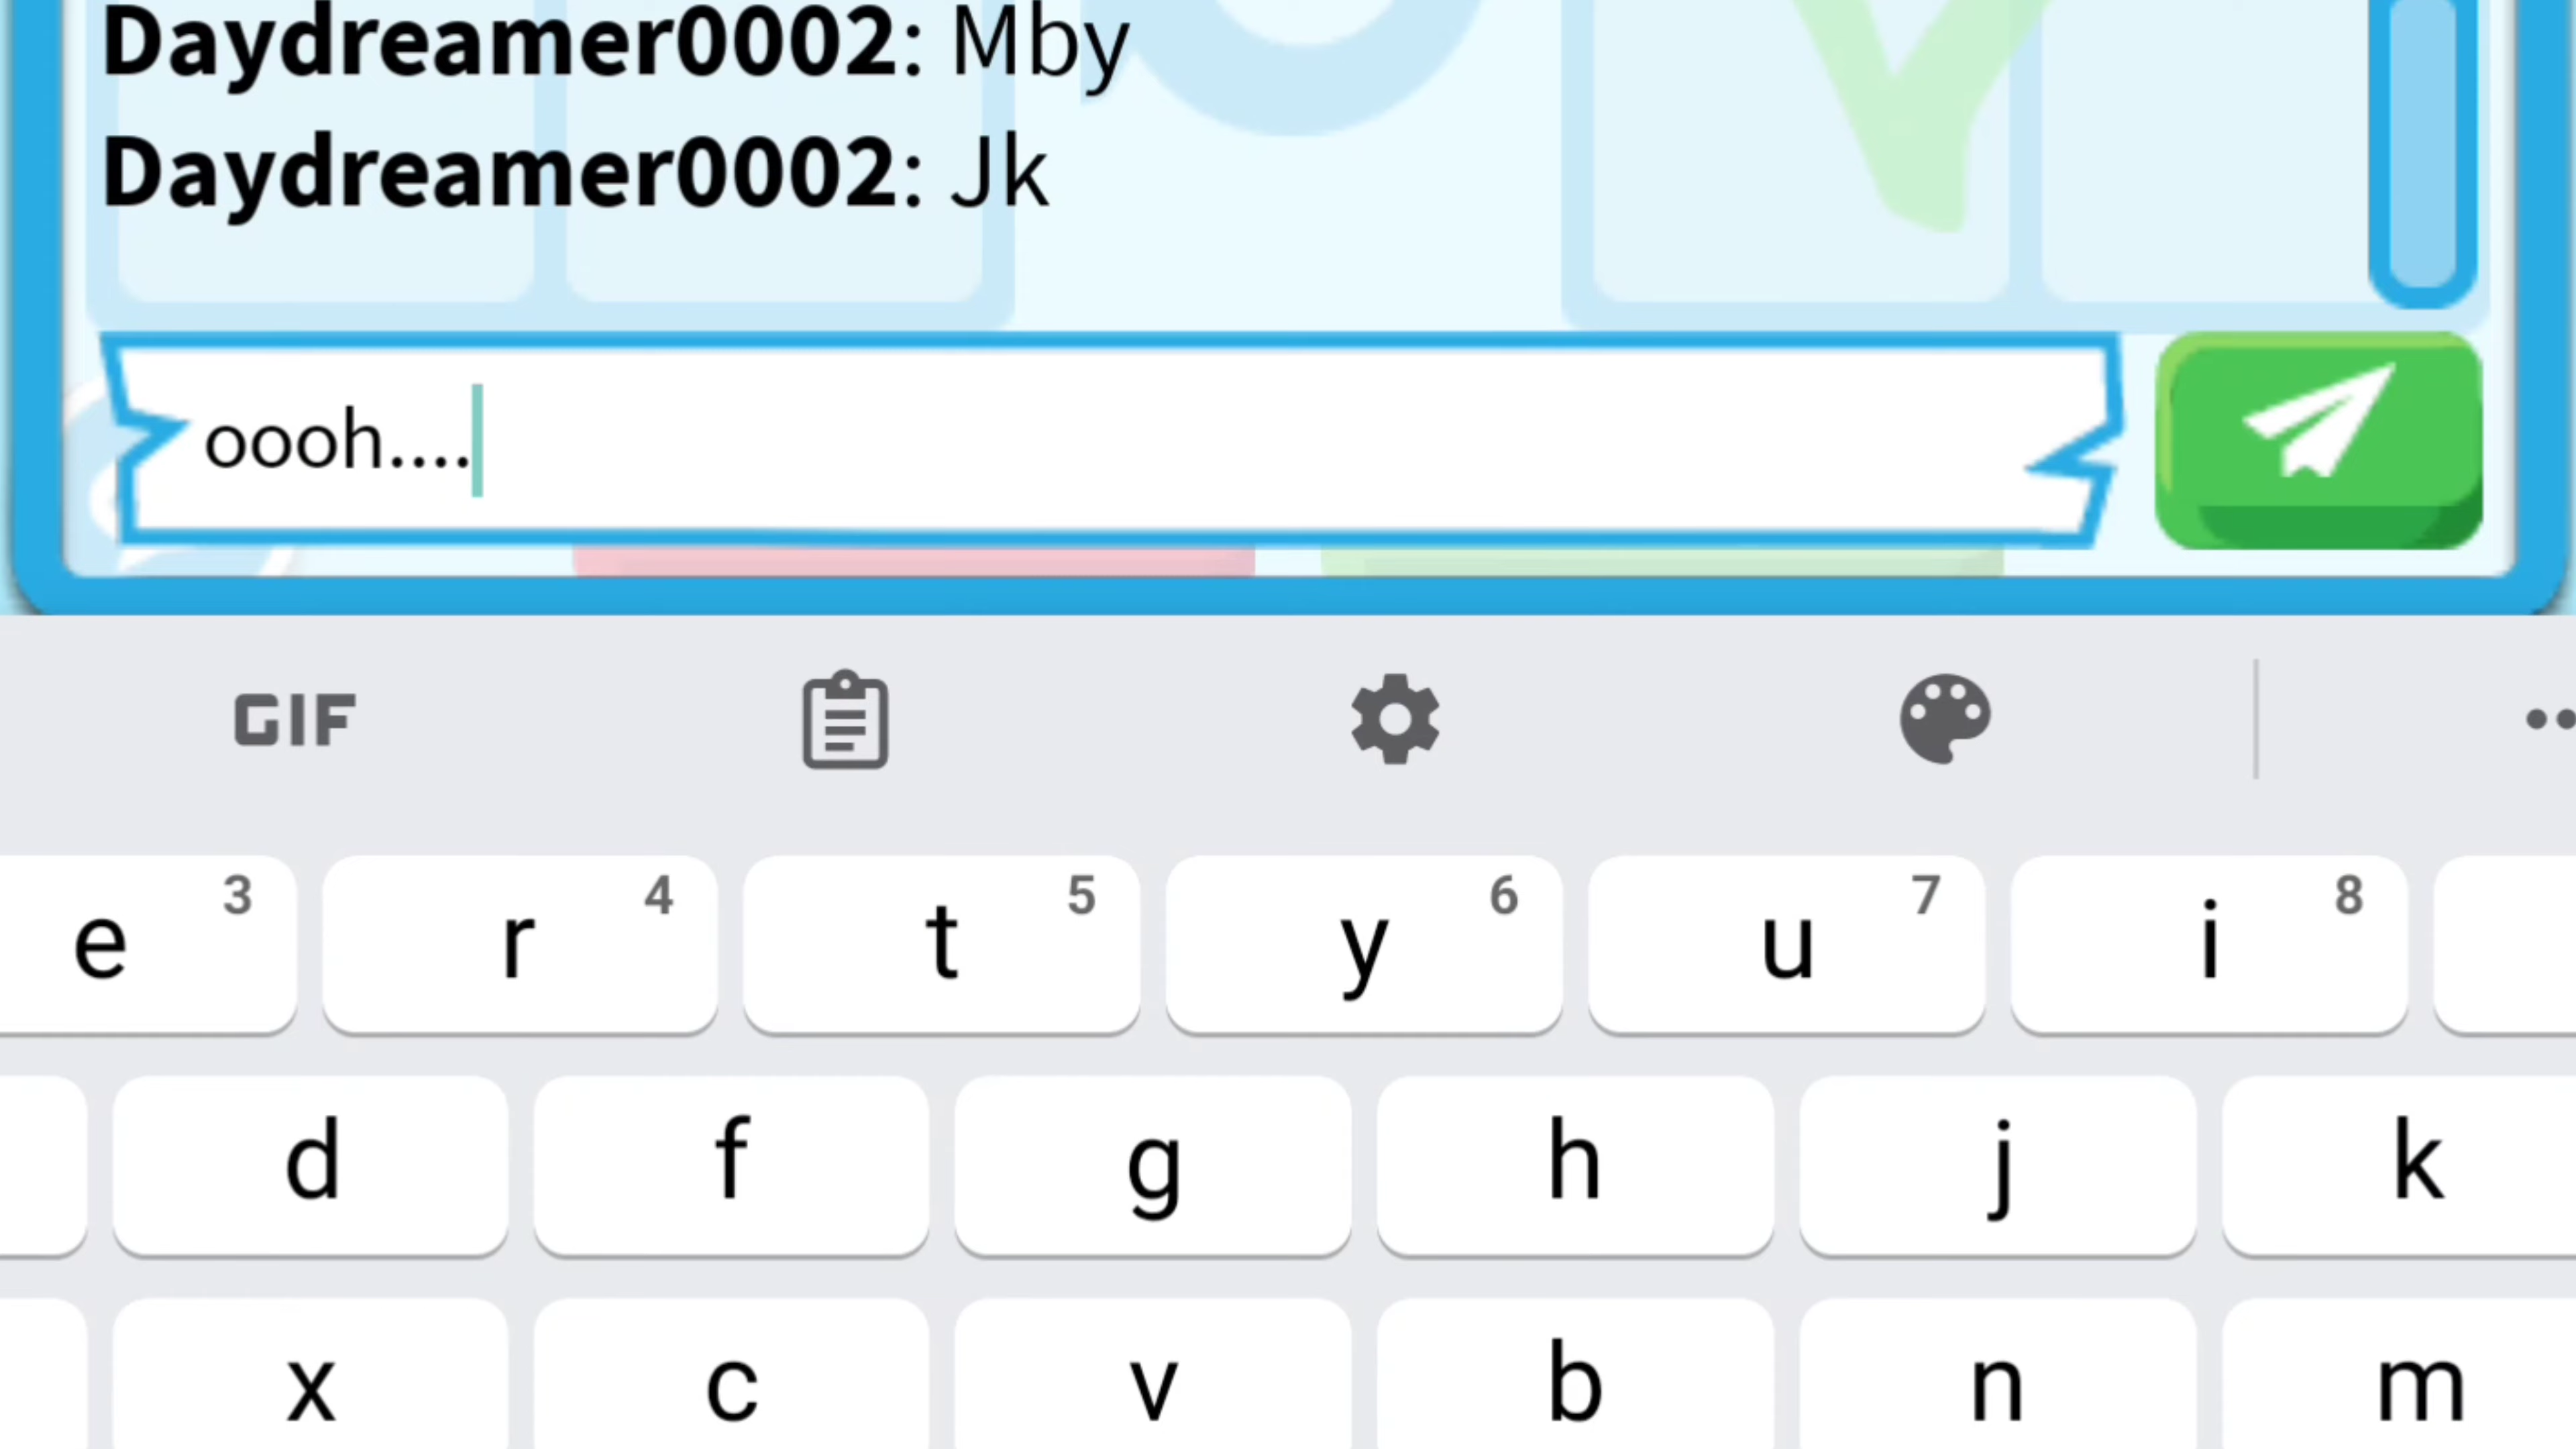 Daydreamer0002: Mby
Daydreamer0002: Jk
oooh....
GIF
e 3 r 4 t 5 y 6 u 7 i 8
d f g h j k
x c v b n m